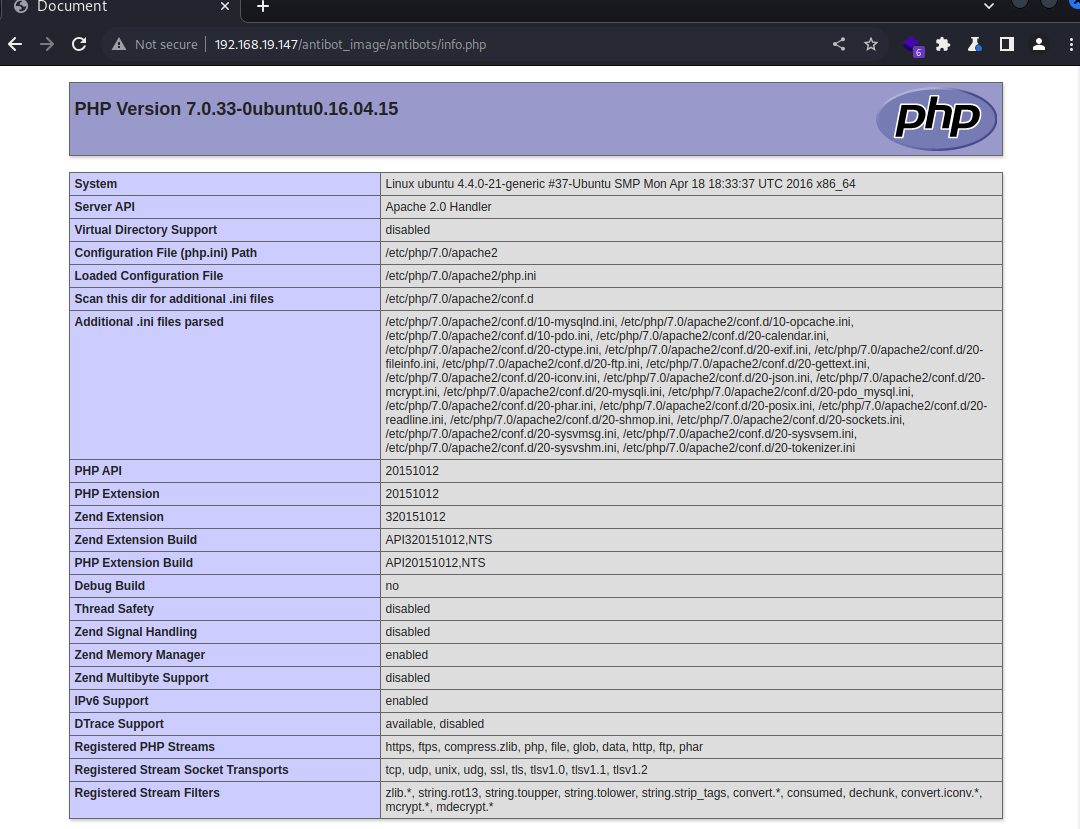 Document
Not secure 192.168.19.147/antibot_image/antibots/info.php
6
PHP Version 7.0.33-0ubuntu0.16.04.15
php
System Linux ubuntu 4.4.0-21-generic #37-Ubuntu SMP Mon Apr 18 18:33:37 UTC 2016 x86_64
Server API Apache 2.0 Handler
Virtual Directory Support disabled
Configuration File (php.ini) Path /etc/php/7.0/apache2
Loaded Configuration File /etc/php/7.0/apache2/php.ini
Scan this dir for additional .ini files /etc/php/7.0/apache2/conf.d
Additional .ini files parsed /etc/php/7.0/apache2/conf.d/10-mysqlnd.ini, /etc/php/7.0/apache2/conf.d/10-opcache.ini,
/etc/php/7.0/apache2/conf.d/10-pdo.ini, /etc/php/7.0/apache2/conf.d/20-calendar.ini,
/etc/php/7.0/apache2/conf.d/20-ctype.ini, /etc/php/7.0/apache2/conf.d/20-exif.ini, /etc/php/7.0/apache2/conf.d/20-
fileinfo.ini, /etc/php/7.0/apache2/conf.d/20-ftp.ini, /etc/php/7.0/apache2/conf.d/20-gettext.ini,
/etc/php/7.0/apache2/conf.d/20-iconv.ini, /etc/php/7.0/apache2/conf.d/20-json.ini, /etc/php/7.0/apache2/conf.d/20-
mcrypt.ini, /etc/php/7.0/apache2/conf.d/20-mysqli.ini, /etc/php/7.0/apache2/conf.d/20-pdo_mysql.ini,
/etc/php/7.0/apache2/conf.d/20-phar.ini, /etc/php/7.0/apache2/conf.d/20-posix.ini, /etc/php/7.0/apache2/conf.d/20-
readline.ini, /etc/php/7.0/apache2/conf.d/20-shmop.ini, /etc/php/7.0/apache2/conf.d/20-sockets.ini,
/etc/php/7.0/apache2/conf.d/20-sysvmsg.ini, /etc/php/7.0/apache2/conf.d/20-sysvsem.ini,
/etc/php/7.0/apache2/conf.d/20-sysvshm.ini, /etc/php/7.0/apache2/conf.d/20-tokenizer.ini
PHP API 20151012
PHP Extension 20151012
Zend Extension 320151012
Zend Extension Build API320151012,NTS
PHP Extension Build API20151012,NTS
Debug Build no
Thread Safety disabled
Zend Signal Handling disabled
Zend Memory Manager enabled
Zend Multibyte Support disabled
IPv6 Support enabled
DTrace Support available, disabled
Registered PHP Streams https, ftps, compress.zlib, php, file, glob, data, http, ftp, phar
Registered Stream Socket Transports tcp, udp, unix, udg, ssl, tls, tlsv1.0, tlsv1.1, tlsv1.2
Registered Stream Filters zlib.*, string.rot13, string.toupper, string.tolower, string.strip_tags, convert.*, consumed, dechunk, convert.iconv.*,
mcrypt.*, mdecrypt.*